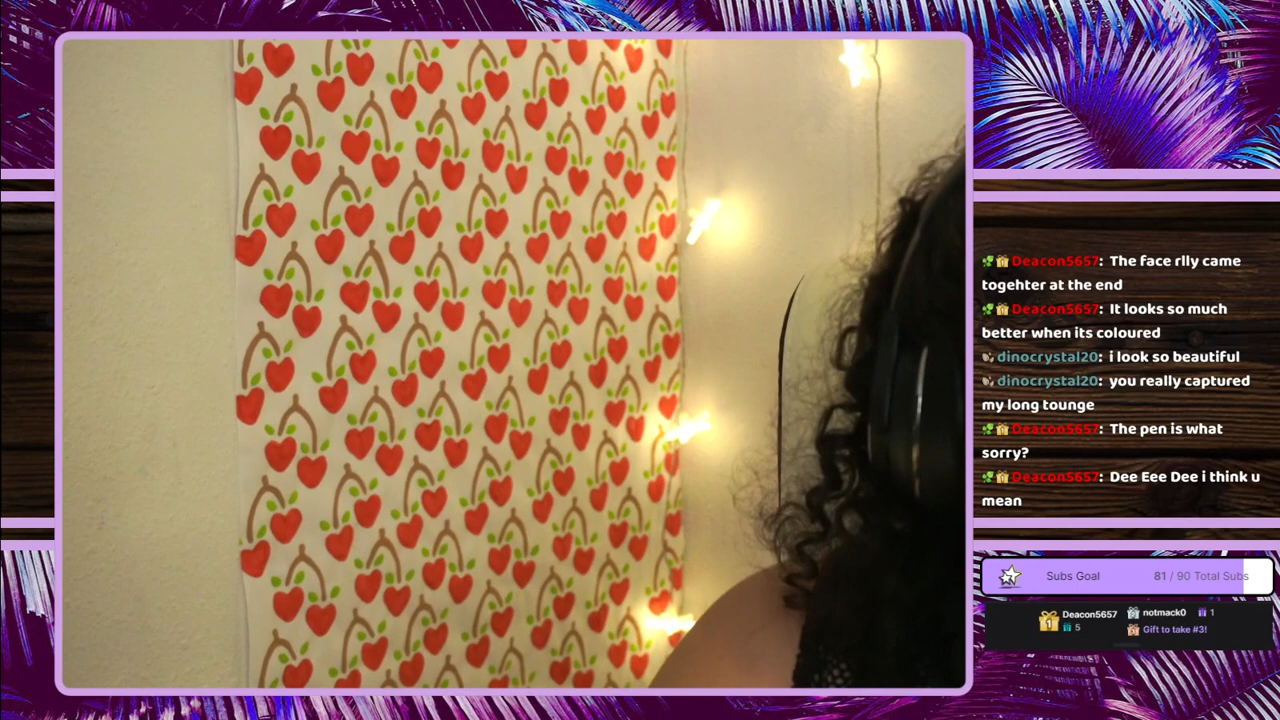 Deacon5657: The face rlly came
togehter at the end
Deacon5657: It looks so much
better when its coloured
dinocrystal20: i look so beautiful
dinocrystal20: you really captured
my long tounge
Deacon5657: The pen is what
sorry?
Deacon5657: Dee Eee Dee i think u
mean
Subs Goal 81 / 90 Total Subs
Deacon5657 notmack0 1
1 5 Gift to take #3!